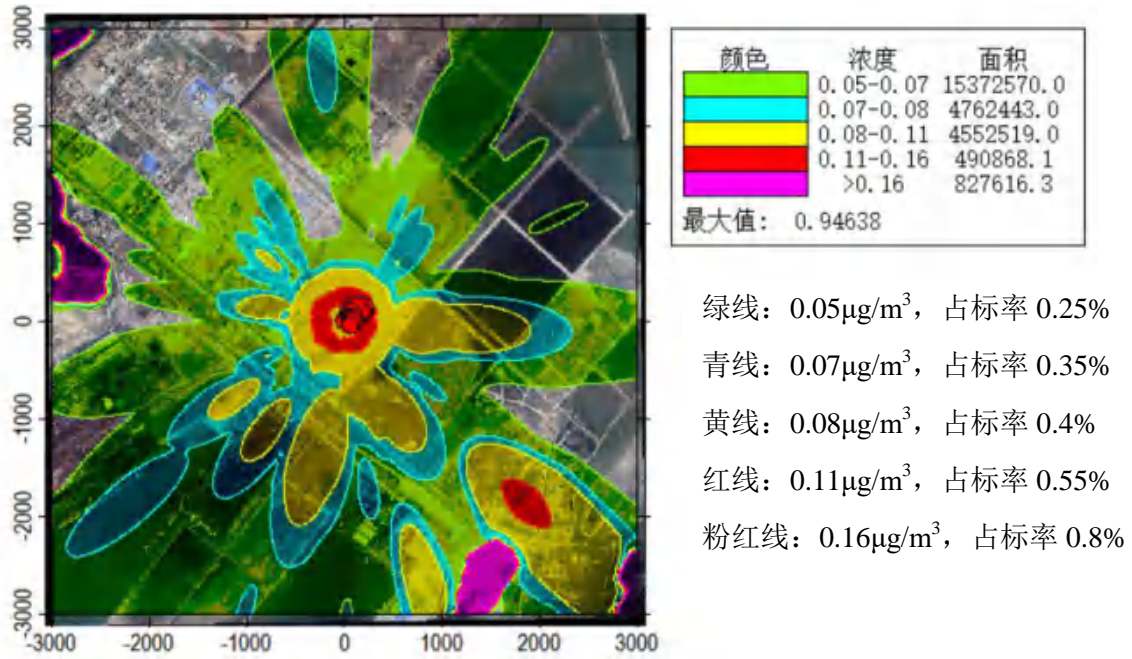 3000
2000
1000
0
-1000
-2000
-3000
-3000 -2000 -1000 0 1000 2000 3000
颜色 浓度 面积
0.05-0.07 15372570.0
0.07-0.08 4762443.0
0.08-0.11 4552519.0
0.11-0.16 490868.1
>0.16 827616.3
最大值: 0.94638
绿线：0.05μg/m³，占标率 0.25%
青线：0.07μg/m³，占标率 0.35%
黄线：0.08μg/m³，占标率 0.4%
红线：0.11μg/m³，占标率 0.55%
粉红线：0.16μg/m³，占标率 0.8%